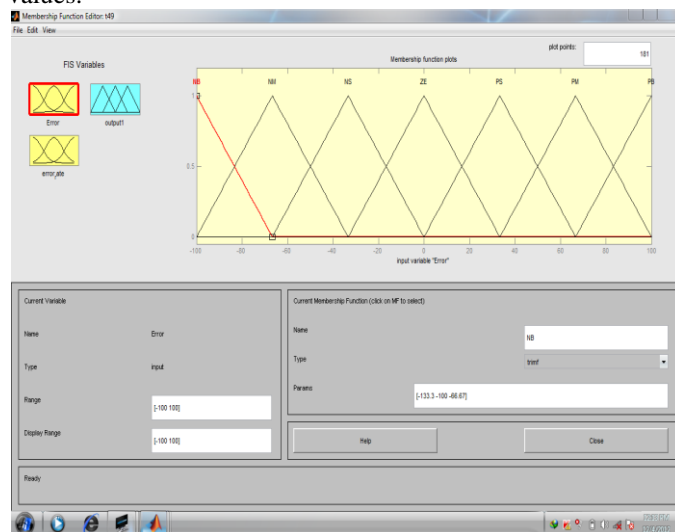 values.
Membership Function Editor: t49
File Edit View
FIS Variables
Error
output1
error_rate
plot points:
181
Membership function plots
NB NM NS ZE PS PM PB
1
0.5
0
-100 -80 -60 -40 -20 0 20 40 60 80 100
input variable "Error"
Current Variable
Name Error
Type input
Range [-100 100]
Display Range [-100 100]
Current Membership Function (click on MF to select)
Name NB
Type trimf
Params [-133.3 -100 -66.67]
Help
Close
Ready